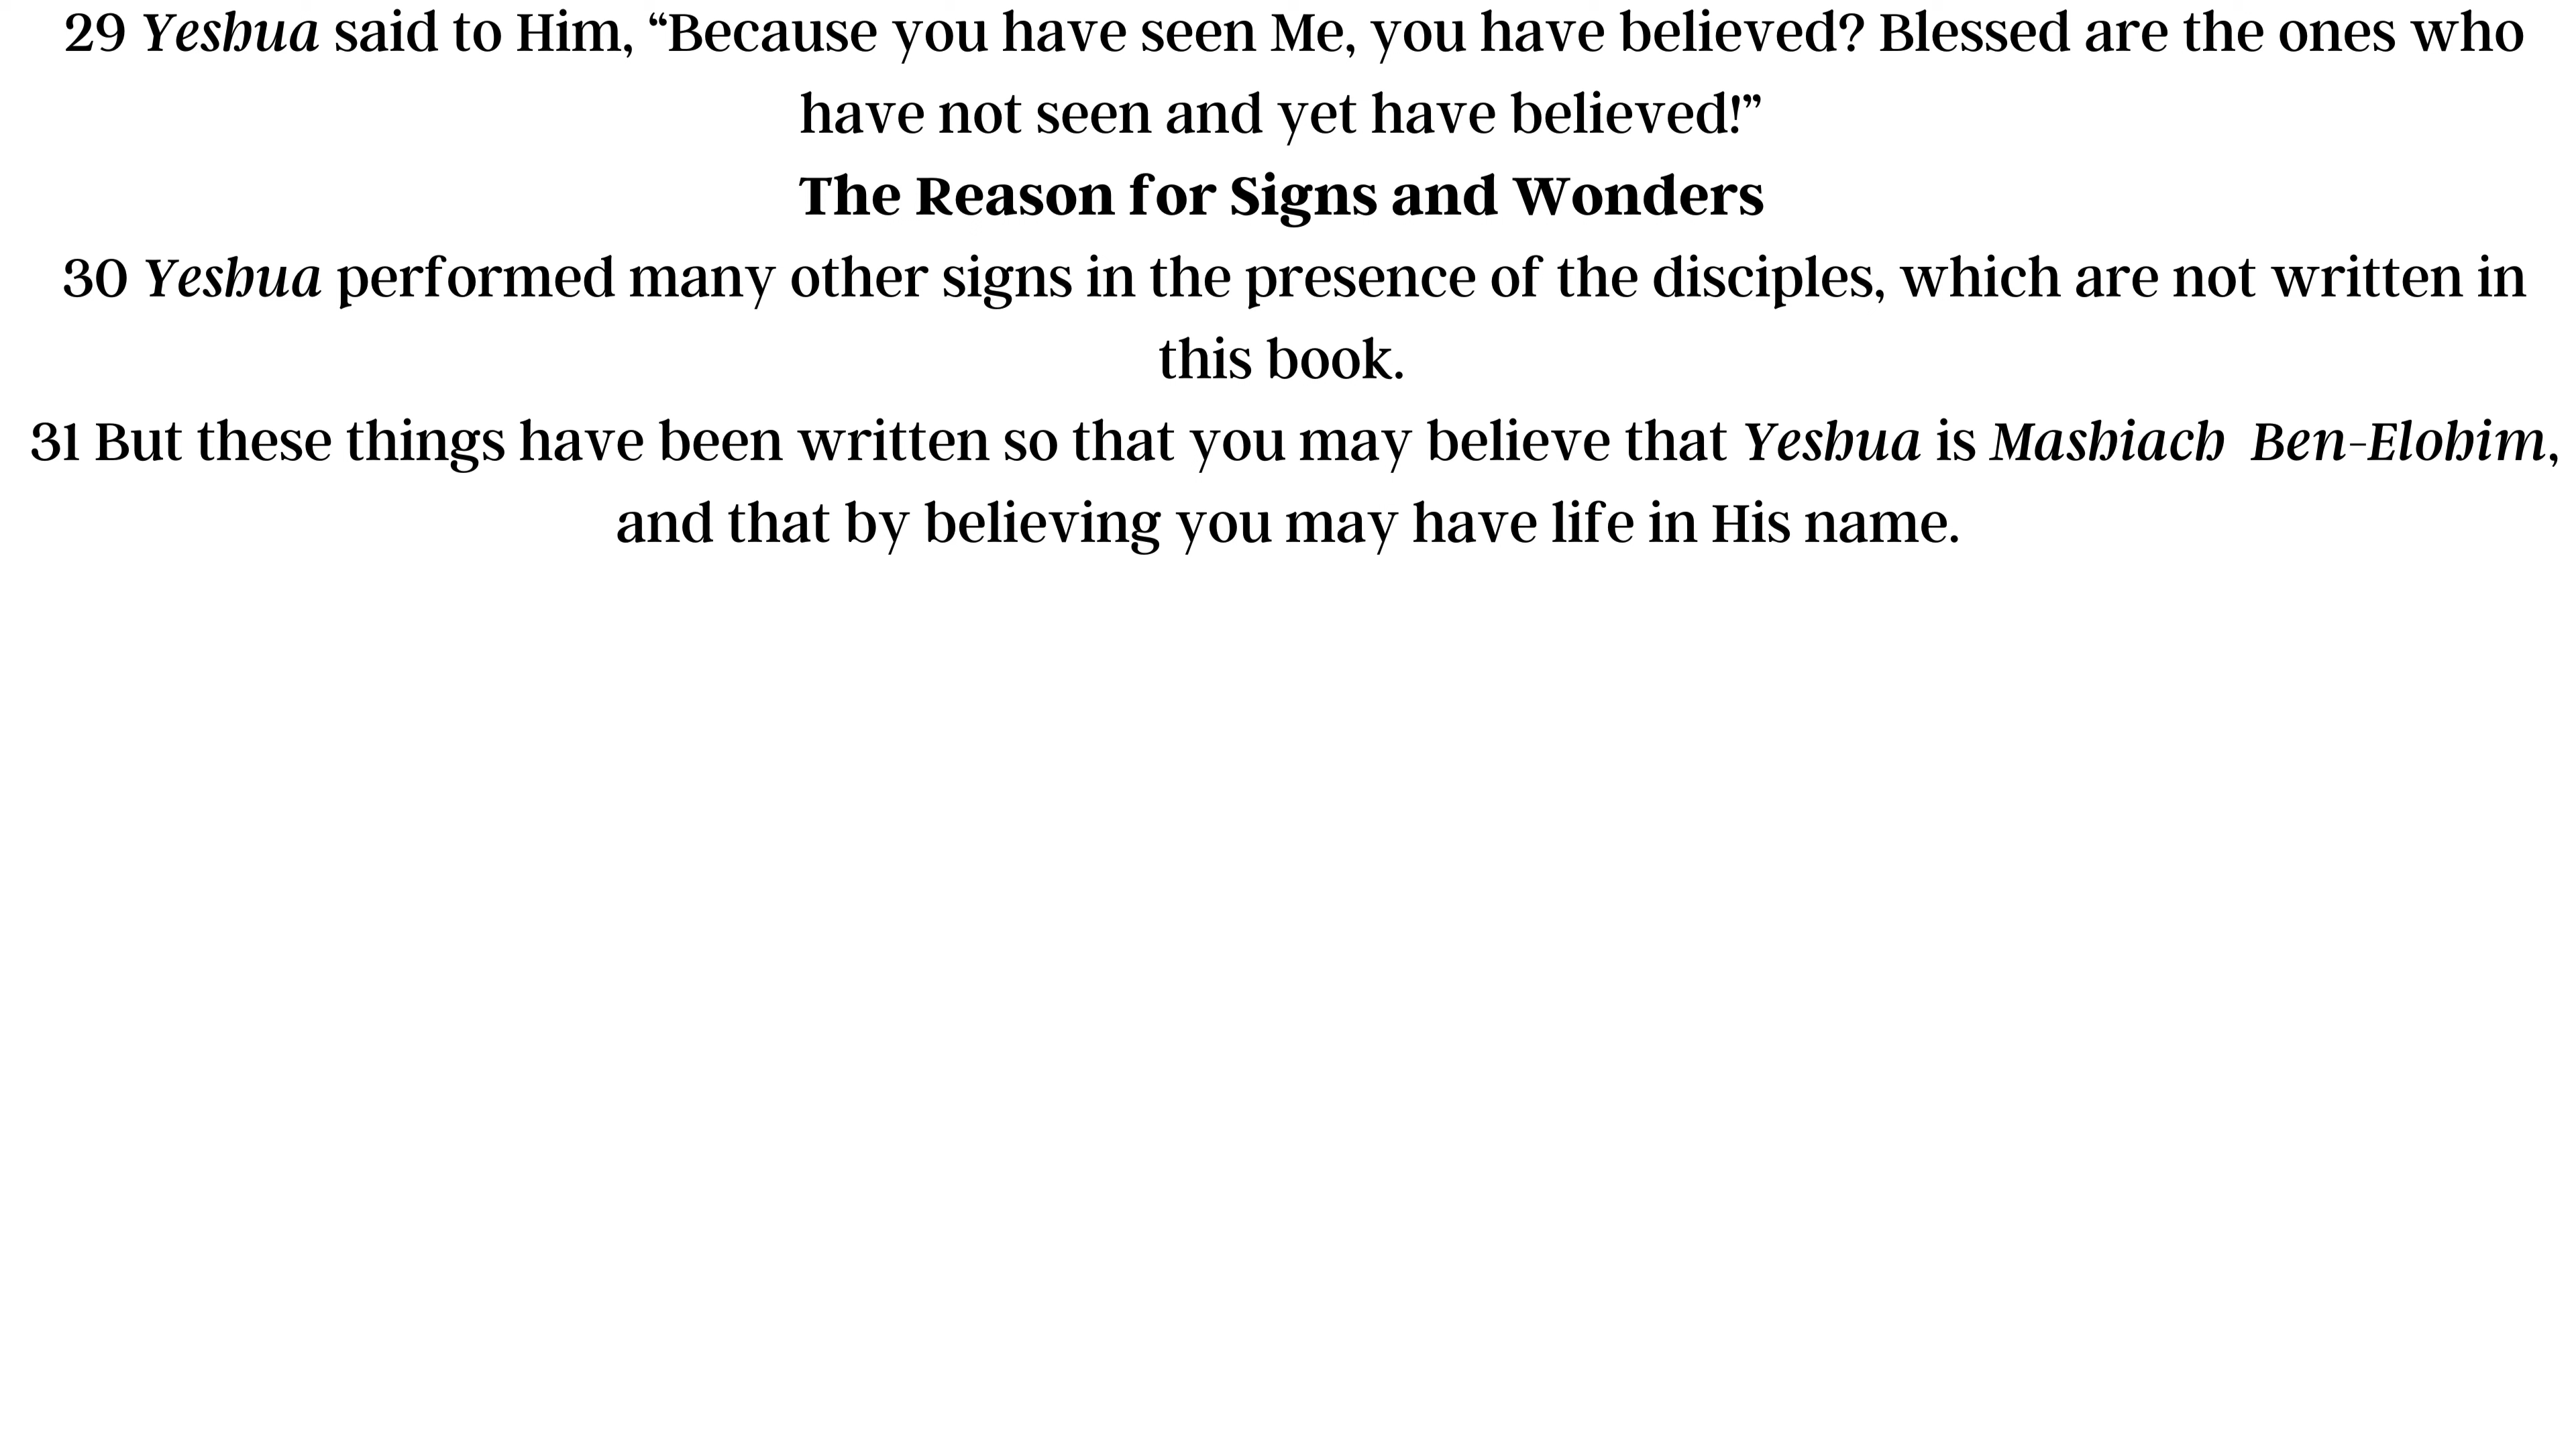 29 Yeshua said to Him, “Because you have seen Me, you have believed? Blessed are the ones who
have not seen and yet have believed!”
The Reason for Signs and Wonders
30 Yeshua performed many other signs in the presence of the disciples, which are not written in
this book.
31 But these things have been written so that you may believe that Yeshua is Mashiach  Ben-Elohim,
and that by believing you may have life in His name.